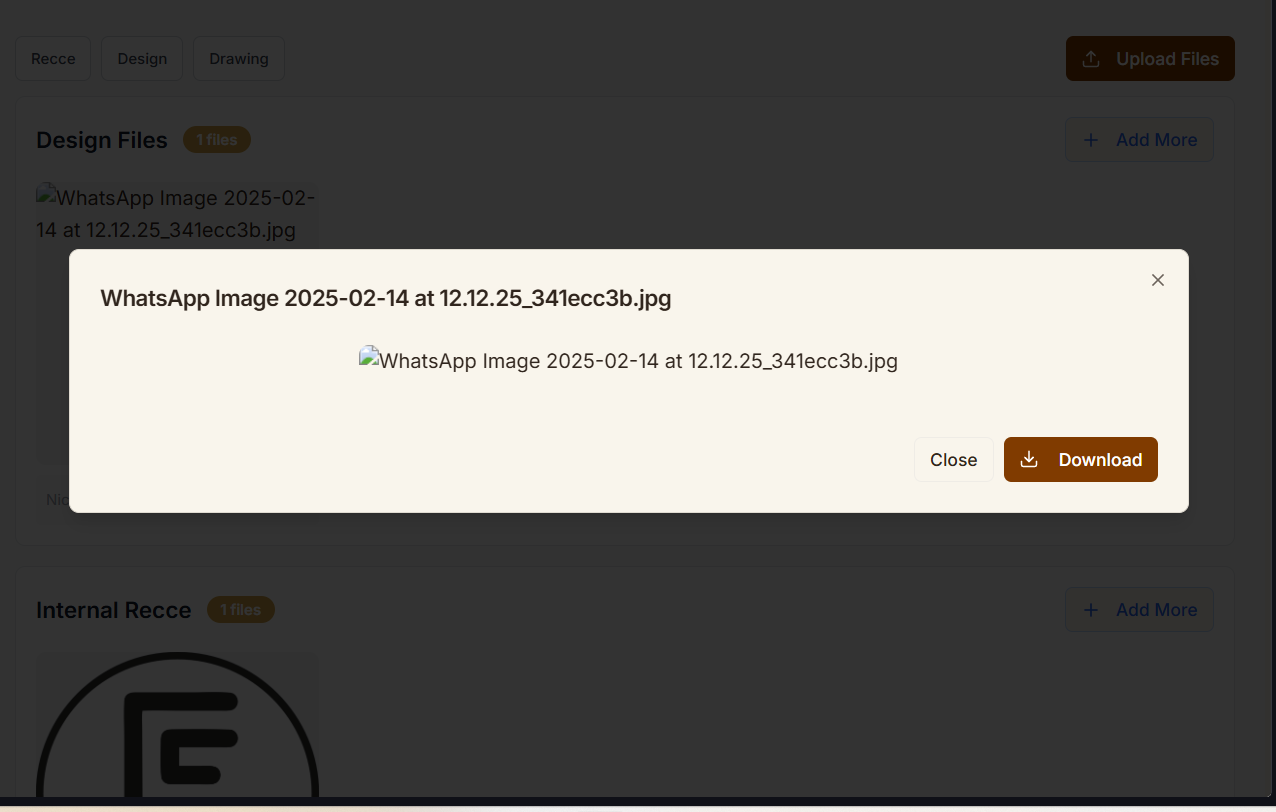 Recce
Design
Drawing
Upload Files
Design Files
1 files
Add More
WhatsApp Image 2025-02-
14 at 12.12.25_341ecc3b.jpg
WhatsApp Image 2025-02-14 at 12.12.25_341ecc3b.jpg
WhatsApp Image 2025-02-14 at 12.12.25_341ecc3b.jpg
Close
Download
Internal Recce
1 files
Add More